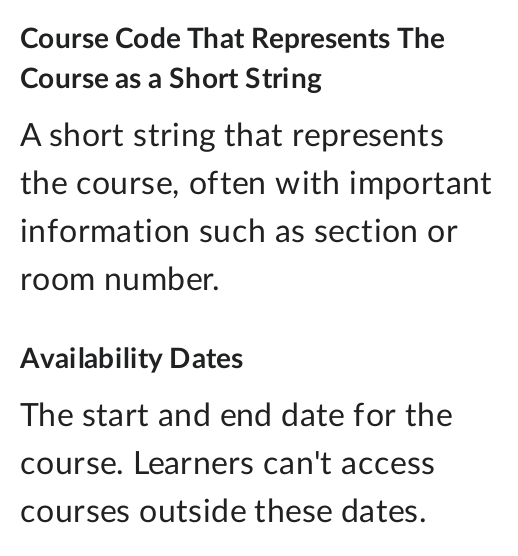 Course Code That Represents The
Course as a Short String
A short string that represents
the course, often with important
information such as section or
room number.
Availability Dates
The start and end date for the
course. Learners can't access
courses outside these dates.